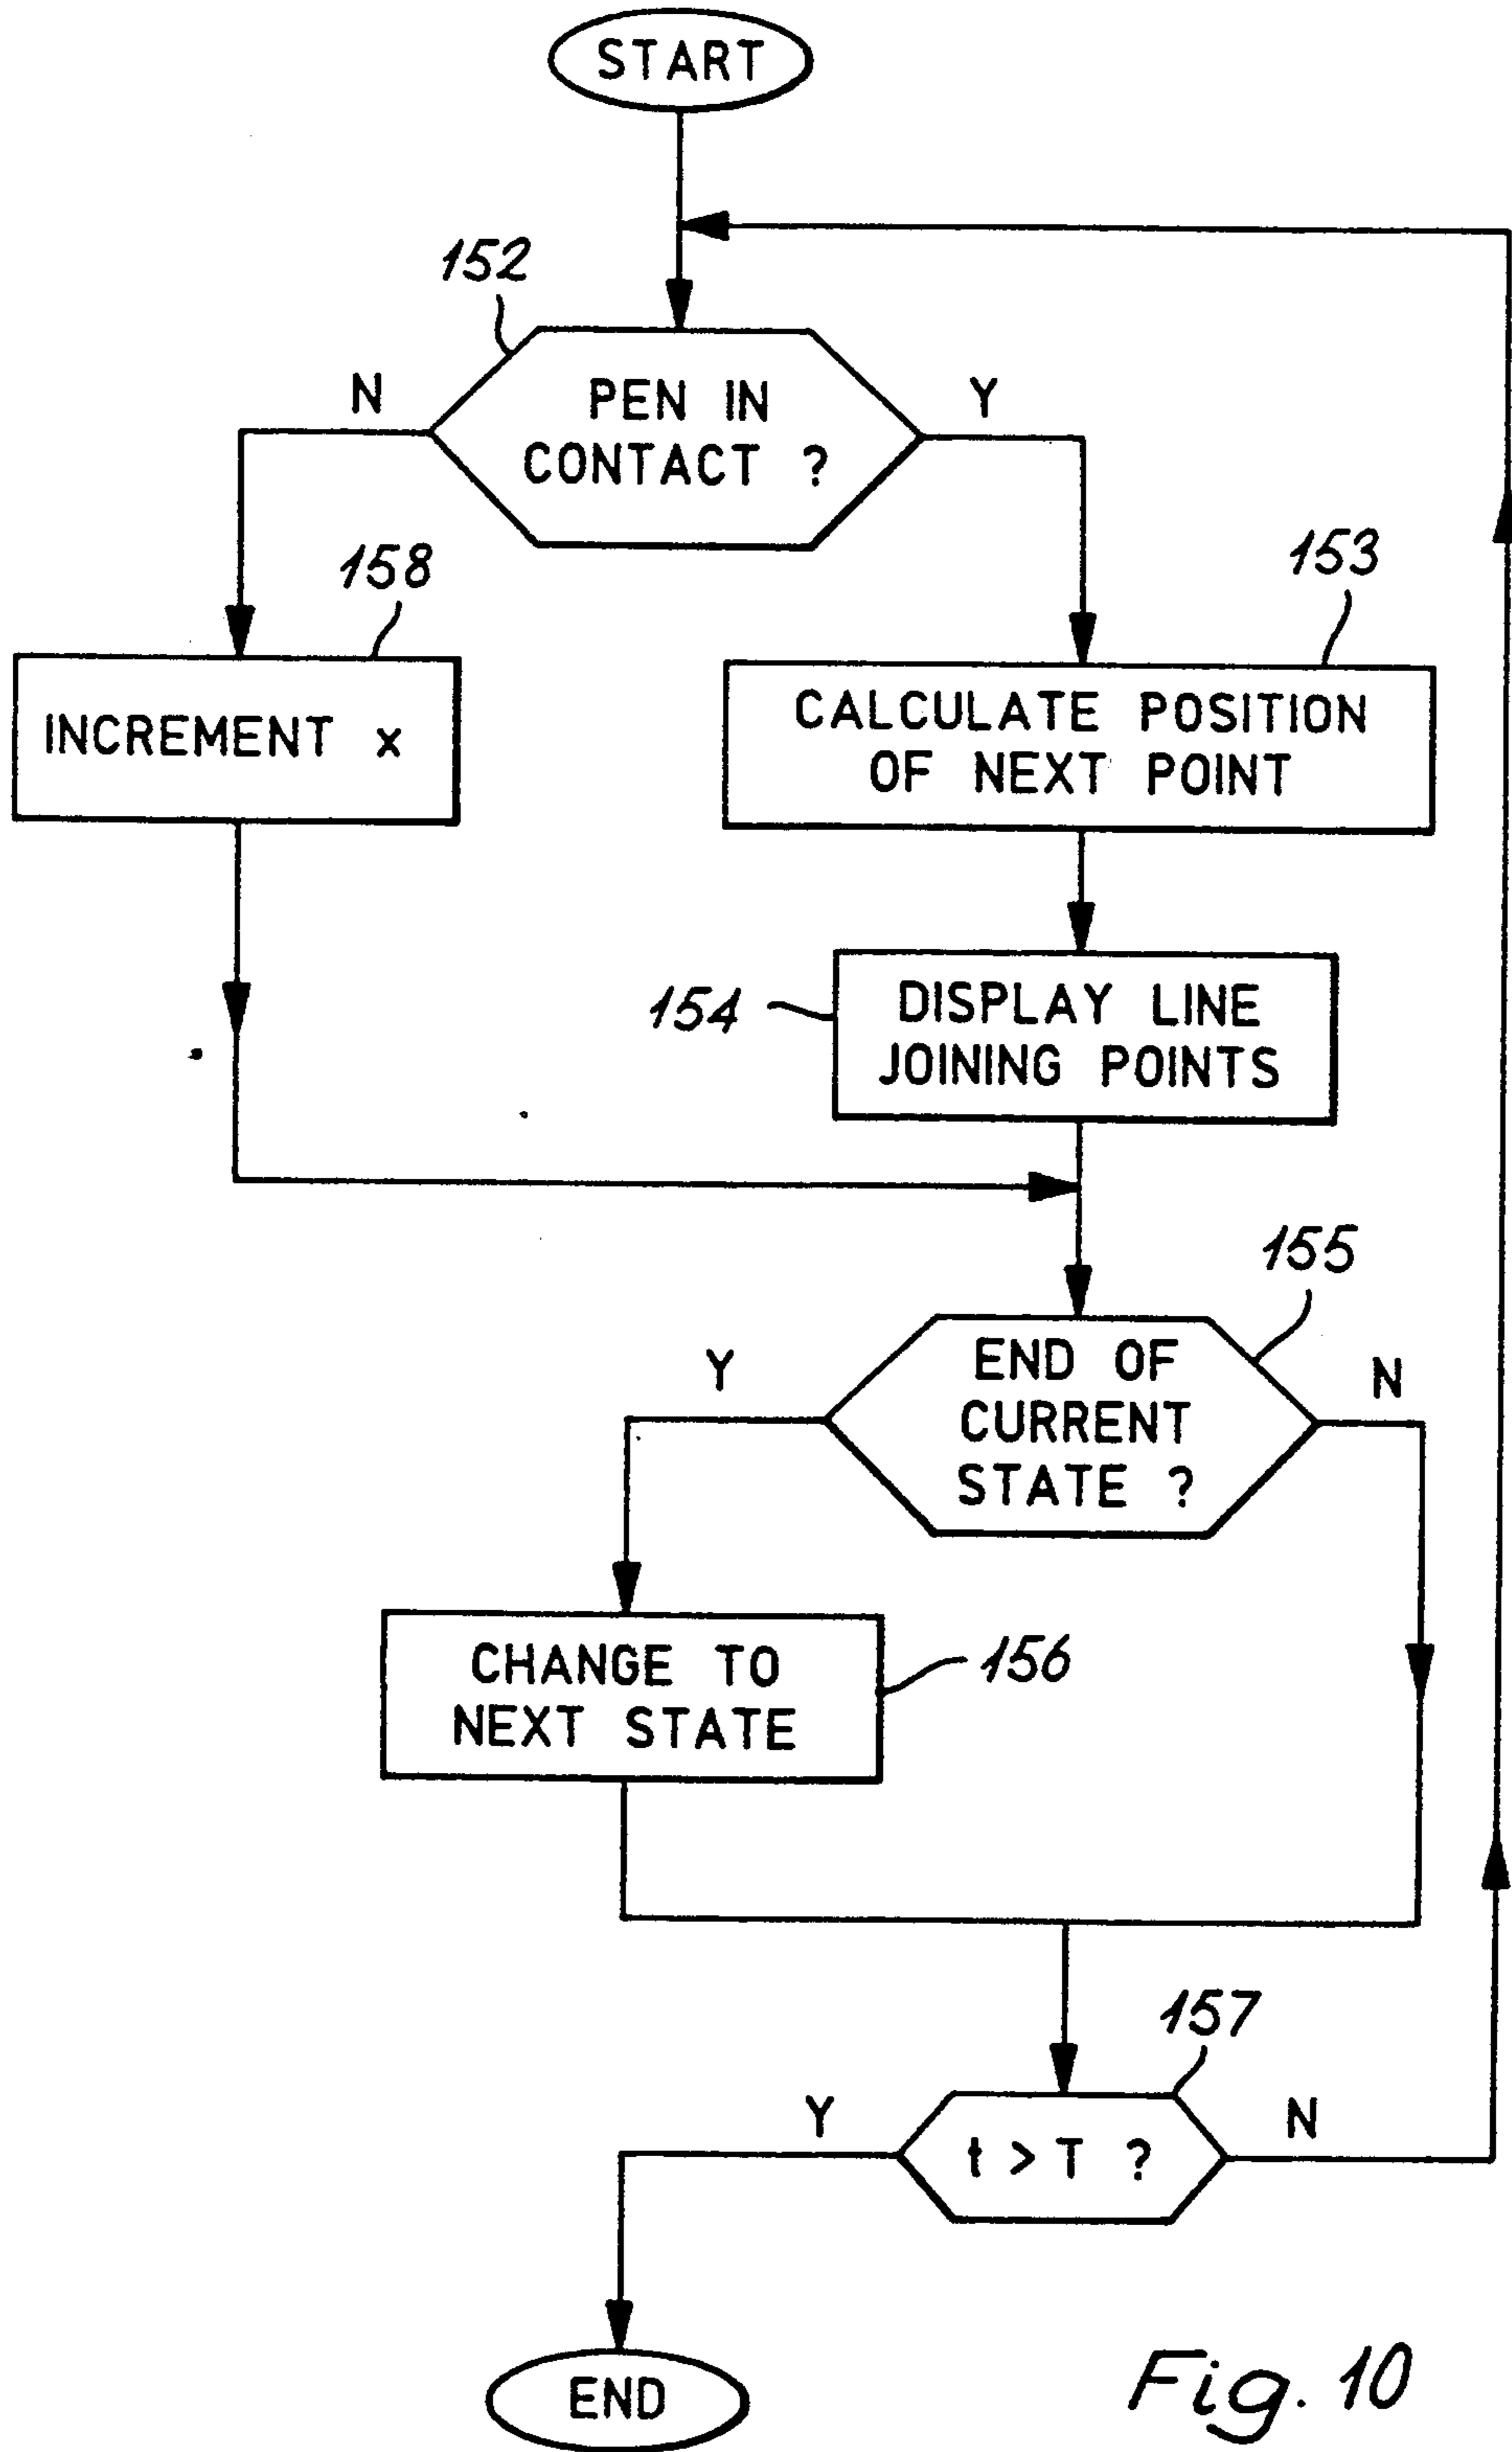 START
152
N
PEN IN
CONTACT ?
Y
158
153
INCREMENT x
CALCULATE POSITION
OF NEXT POINT
154
DISPLAY LINE
JOINING POINTS
155
Y
END OF
CURRENT
STATE ?
N
CHANGE TO
NEXT STATE
156
157
Y
t > T ?
N
END
Fig. 10